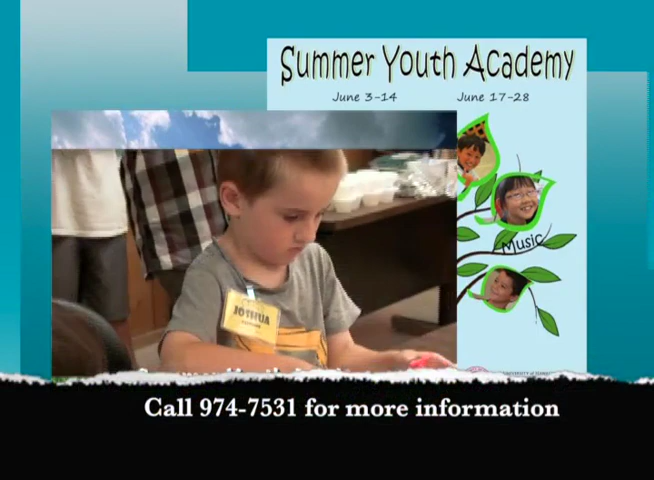 Summer Youth Academy
June 3-14 June 17-28
Music
JOSHUA
Call 974-7531 for more information